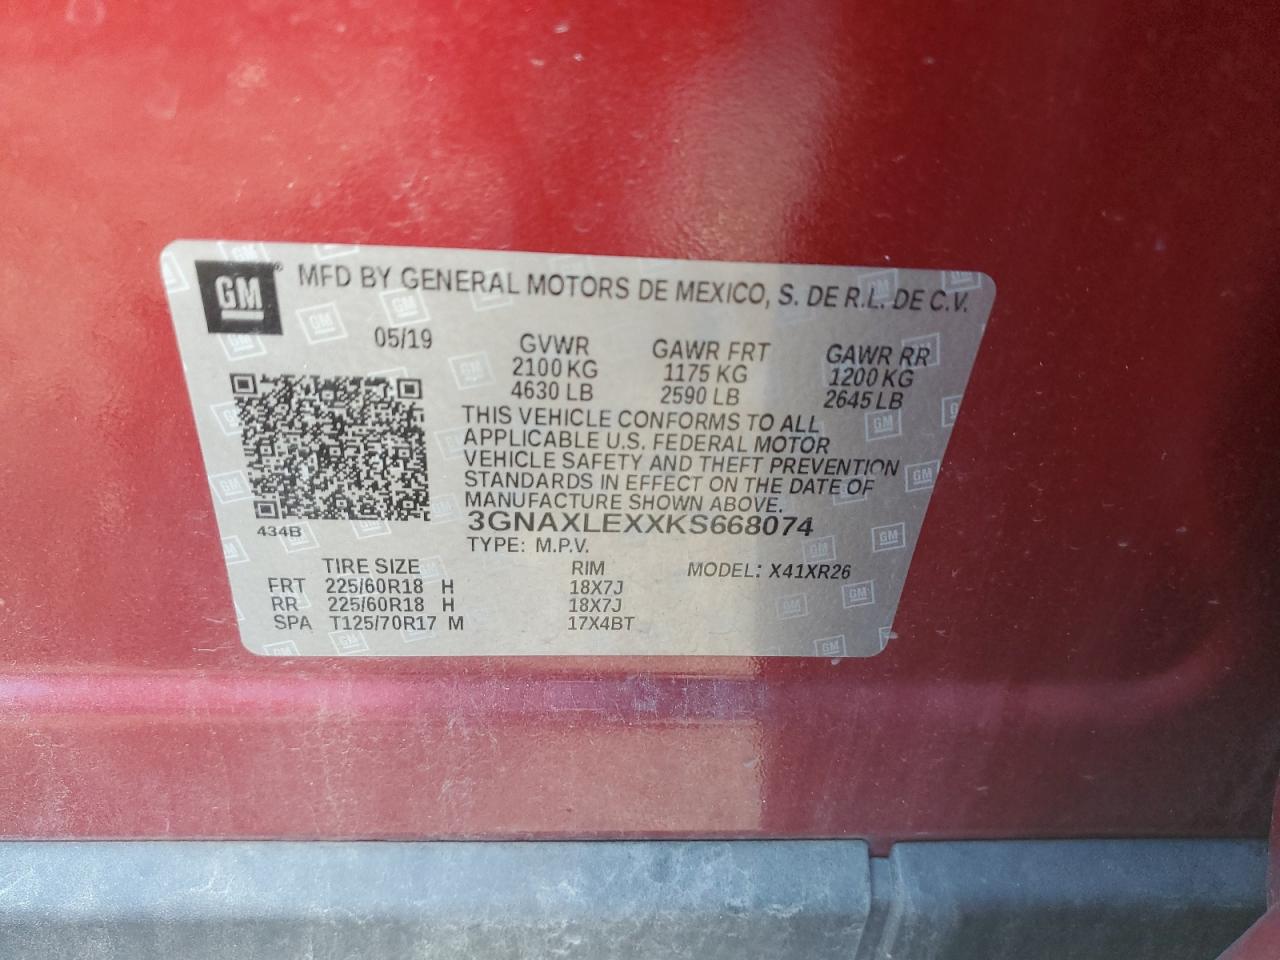 GM
MFD BY GENERAL MOTORS DE MEXICO, S. DE R.L. DE C.V.
05/19
GVWR GAWR FRT GAWR RR
2100 KG 1175 KG 1200 KG
4630 LB 2590 LB 2645 LB
THIS VEHICLE CONFORMS TO ALL
APPLICABLE U.S. FEDERAL MOTOR
VEHICLE SAFETY AND THEFT PREVENTION
STANDARDS IN EFFECT ON THE DATE OF
MANUFACTURE SHOWN ABOVE.
434B
3GNAXLEXXKS668074
TYPE: M.P.V.
TIRE SIZE RIM MODEL: X41XR26
FRT 225/60R18 H 18X7J
RR 225/60R18 H 18X7J
SPA T125/70R17 M 17X4BT